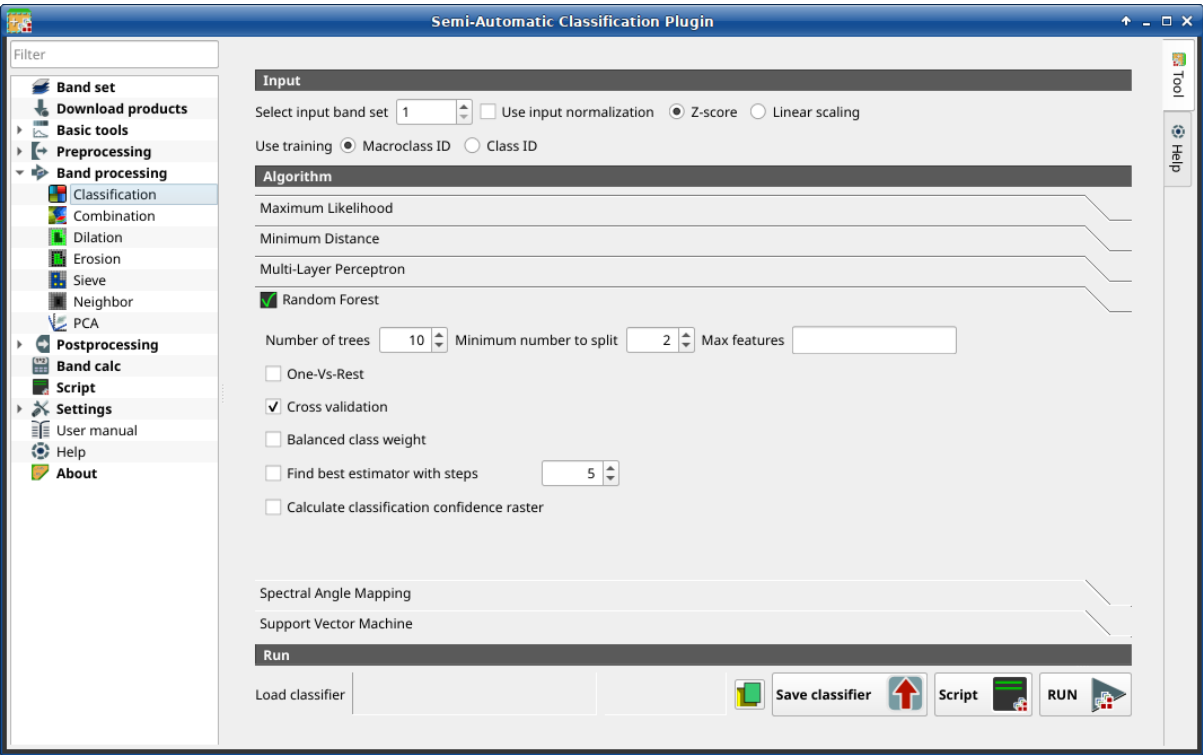 Semi-Automatic Classification Plugin
Filter
Band set
Download products
Basic tools
Preprocessing
Band processing
Classification
Combination
Dilation
Erosion
Sieve
Neighbor
PCA
Postprocessing
Band calc
Script
Settings
User manual
Help
About
Input
Select input band set 1 Use input normalization Z-score Linear scaling
Use training Macroclass ID Class ID
Algorithm
Maximum Likelihood
Minimum Distance
Multi-Layer Perceptron
Random Forest
Number of trees 10 Minimum number to split 2 Max features
One-Vs-Rest
Cross validation
Balanced class weight
Find best estimator with steps 5
Calculate classification confidence raster
Spectral Angle Mapping
Support Vector Machine
Run
Load classifier Save classifier Script RUN
Tool
Help